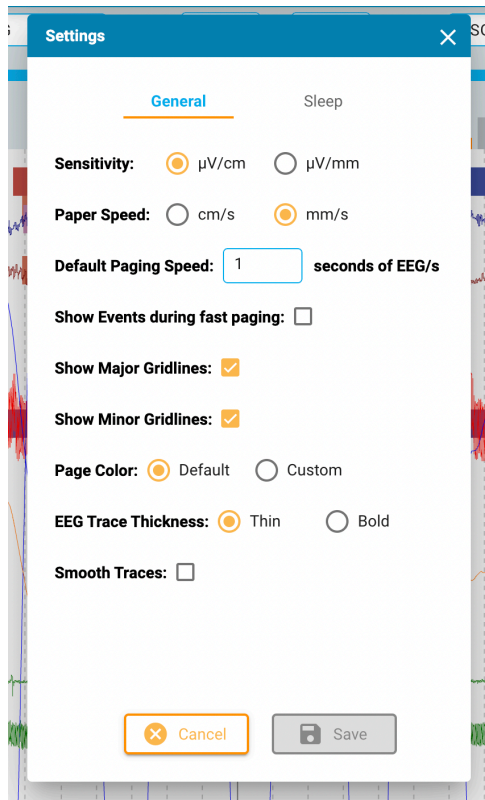 Settings
General Sleep
Sensitivity: µV/cm µV/mm
Paper Speed: cm/s mm/s
Default Paging Speed: 1 seconds of EEG/s
Show Events during fast paging:
Show Major Gridlines:
Show Minor Gridlines:
Page Color: Default Custom
EEG Trace Thickness: Thin Bold
Smooth Traces:
Cancel Save